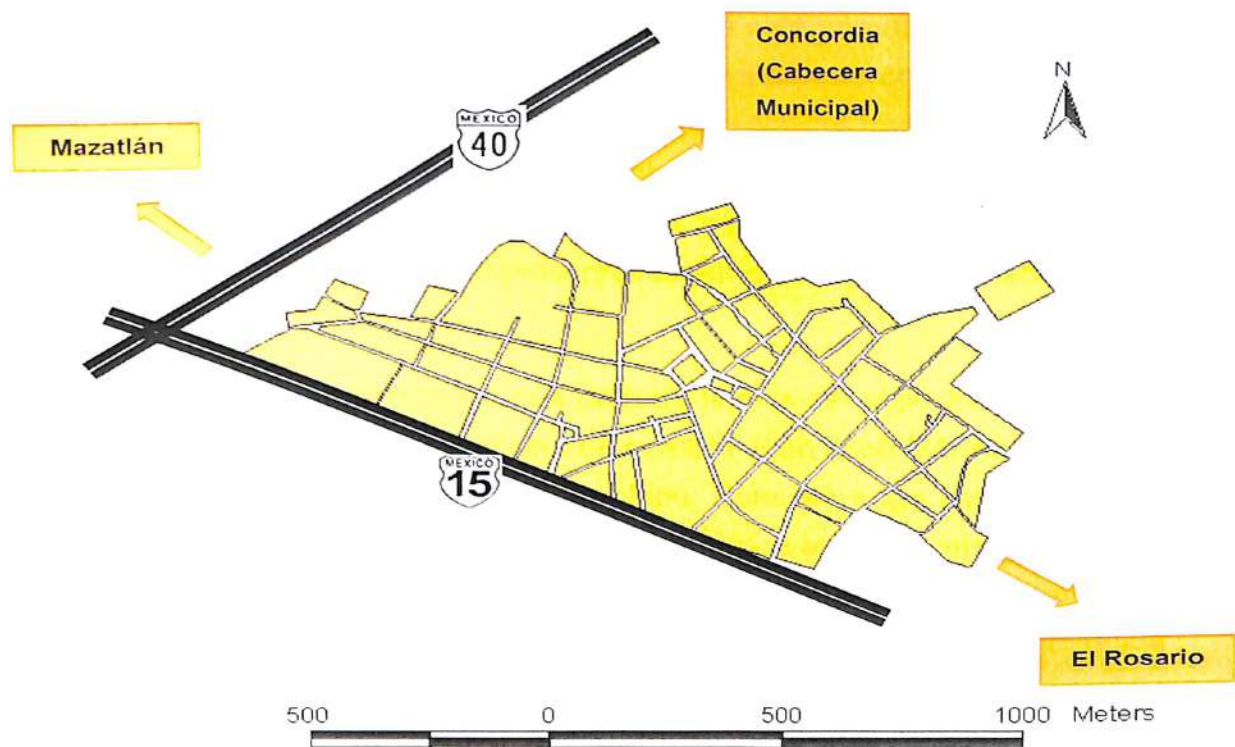 Concordia
(Cabecera
Municipal)
N
MEXICO
40
Mazatlán
MEXICO
15
El Rosario
500 0 500 1000 Meters